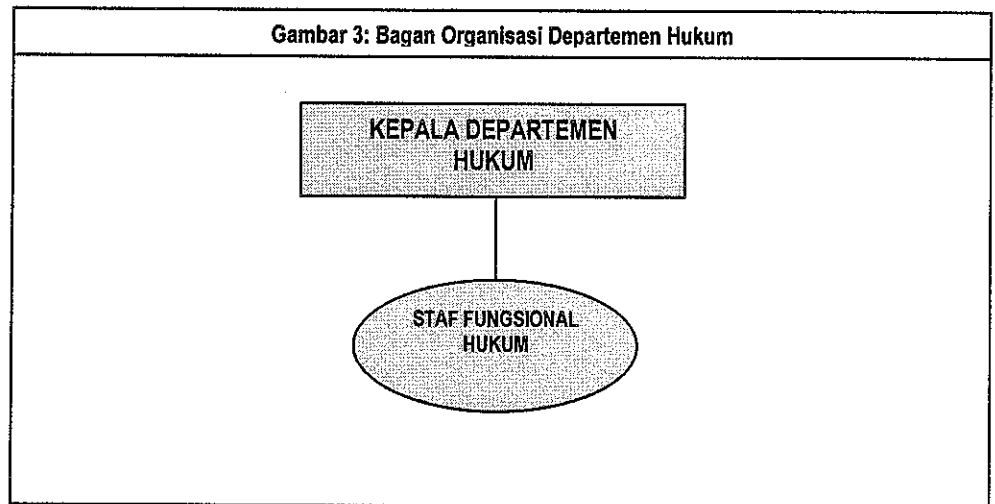 Gambar 3: Bagan Organisasi Departemen Hukum
KEPALA DEPARTEMEN
HUKUM
STAF FUNGSIONAL
HUKUM